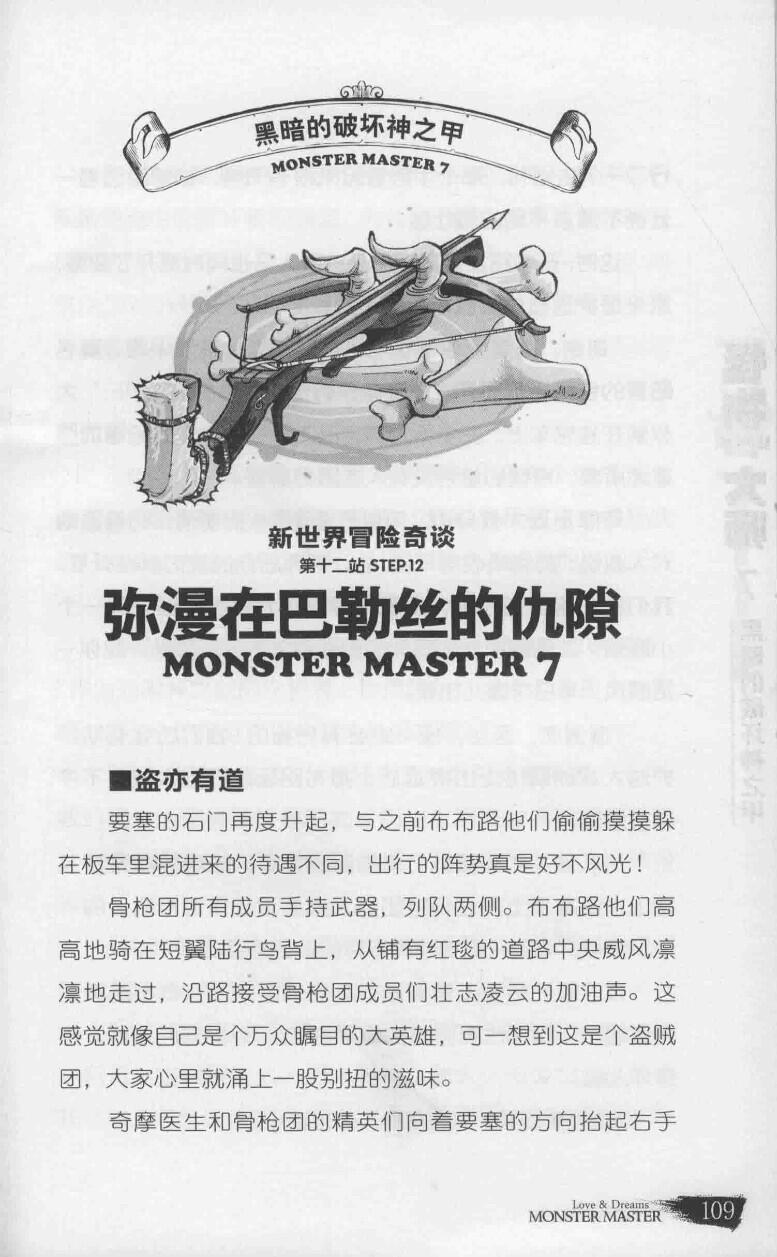 黑暗的破坏神之甲
MONSTER MASTER 7
新世界冒险奇谈
第十二站 STEP.12
弥漫在巴勒丝的仇隙
MONSTER MASTER 7
■盗亦有道
要塞的石门再度升起，与之前布布路他们偷偷摸摸躲
在板车里混进来的待遇不同，出行的阵势真是好不风光！
骨枪团所有成员手持武器，列队两侧。布布路他们高
高地骑在短翼陆行鸟背上，从铺有红毯的道路中央威风凛
凛地走过，沿路接受骨枪团成员们壮志凌云的加油声。这
感觉就像自己是个万众瞩目的大英雄，可一想到这是个盗贼
团，大家心里就涌上一股别扭的滋味。
奇摩医生和骨枪团的精英们向着要塞的方向抬起右手
Love & Dreams
MONSTER MASTER
109